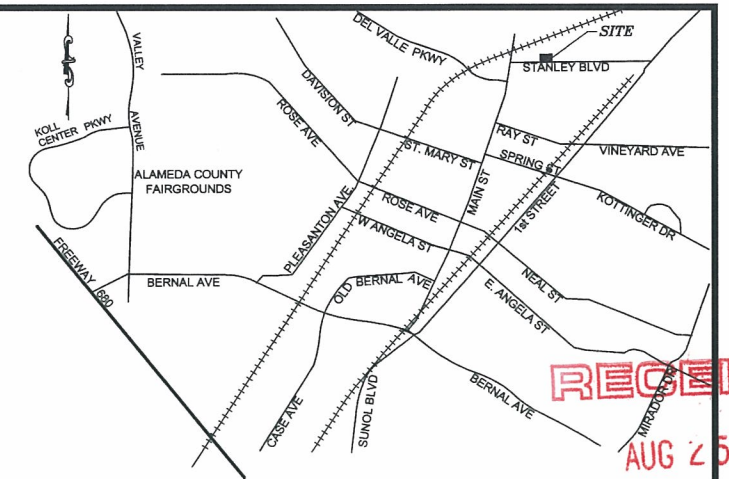 DEL VALLE PKWY
SITE
STANLEY BLVD
VALLEY
AVENUE
DAVISION ST
ROSE AVE
KOLL
CENTER PKWY
ST. MARY ST
RAY ST
VINEYARD AVE
SPRING ST
ALAMEDA COUNTY
FAIRGROUNDS
MAIN ST
1st STREET
KOTTINGER DR
PLEASANTON AVE.
ROSE AVE
W ANGELA ST
FREEWAY 680
BERNAL AVE
OLD BERNAL AVE
NEAL ST
E. ANGELA ST
CASE AVE
SUNOL BLVD
BERNAL AVE
MIRADOR DR
AUG 25